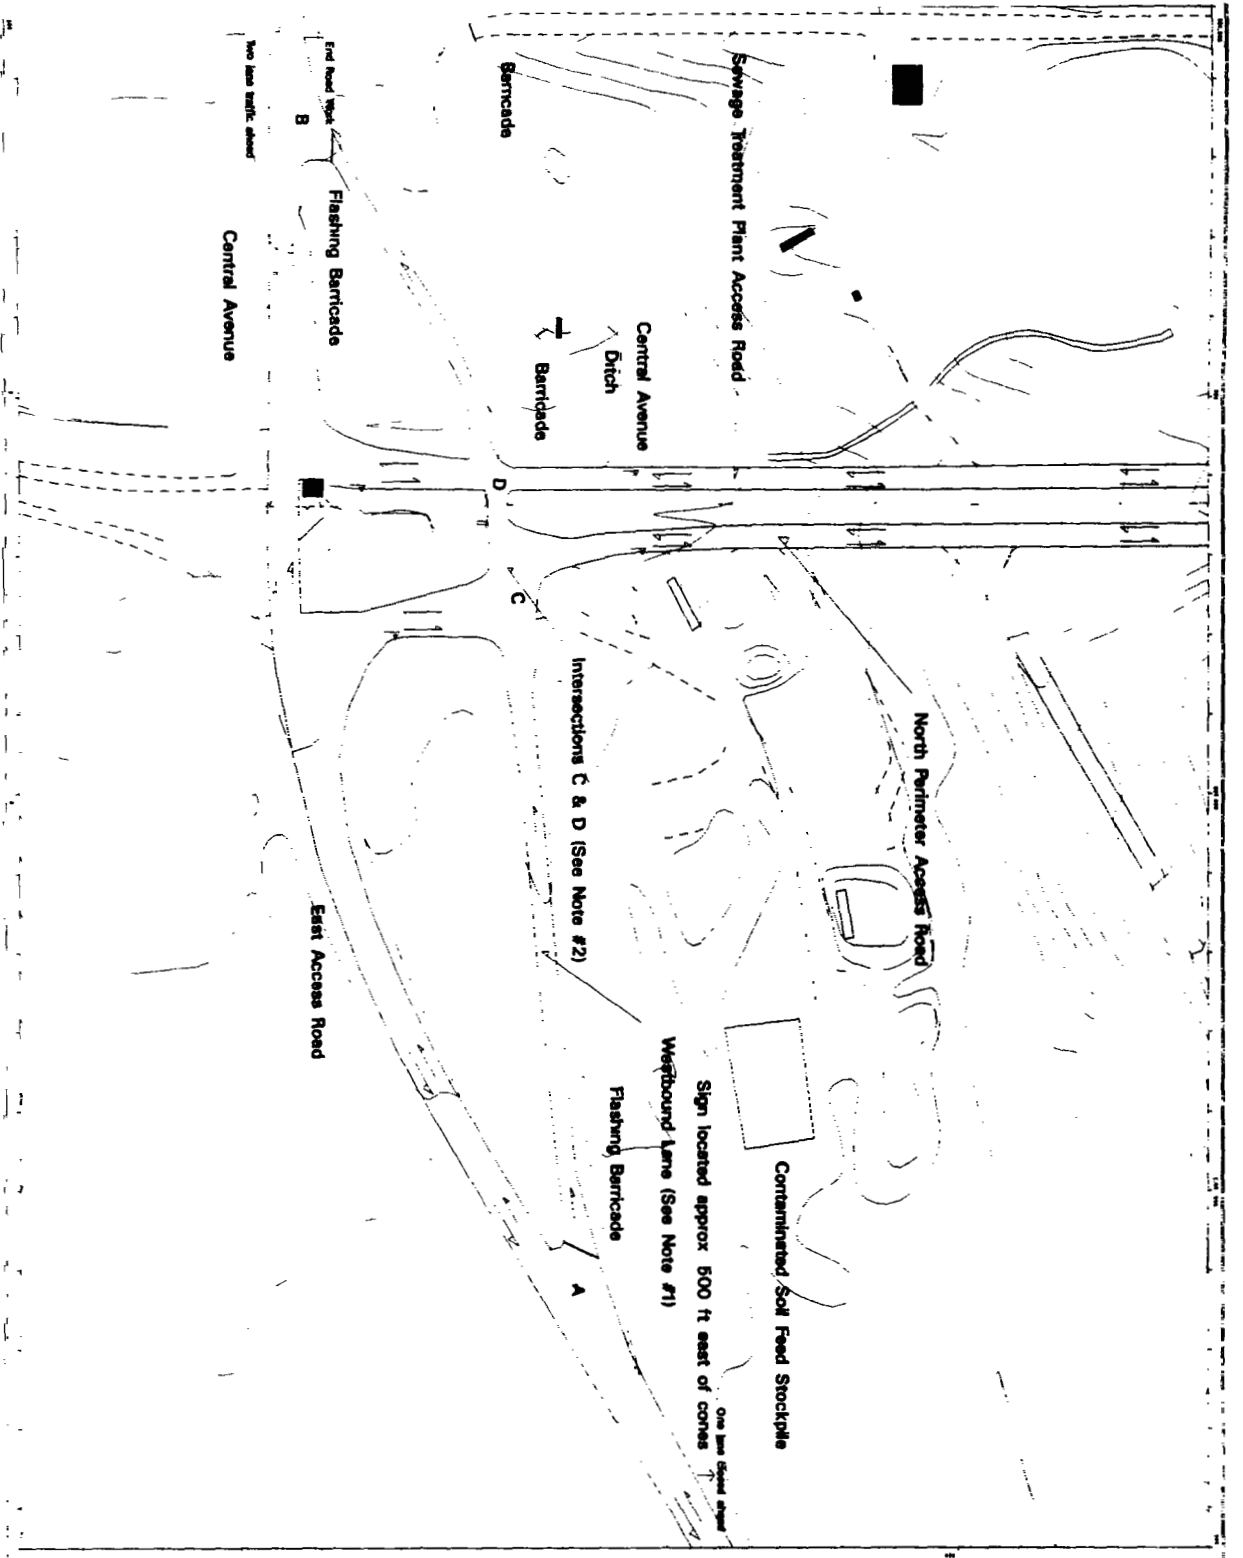 Sewage Treatment Plant Access Road
North Perimeter Access Road
Contaminated Soil Feed Stockpile
One lane closed ahead
Sign located approx 500 ft east of cones
Central Avenue
Ditch
Westbound Lane (See Note #1)
Flashing Barricade
Intersections C & D (See Note #2)
Barricade
Barricade
A
C
D
End Road Work
Flashing Barricade
B
East Access Road
Two lane traffic ahead
Central Avenue